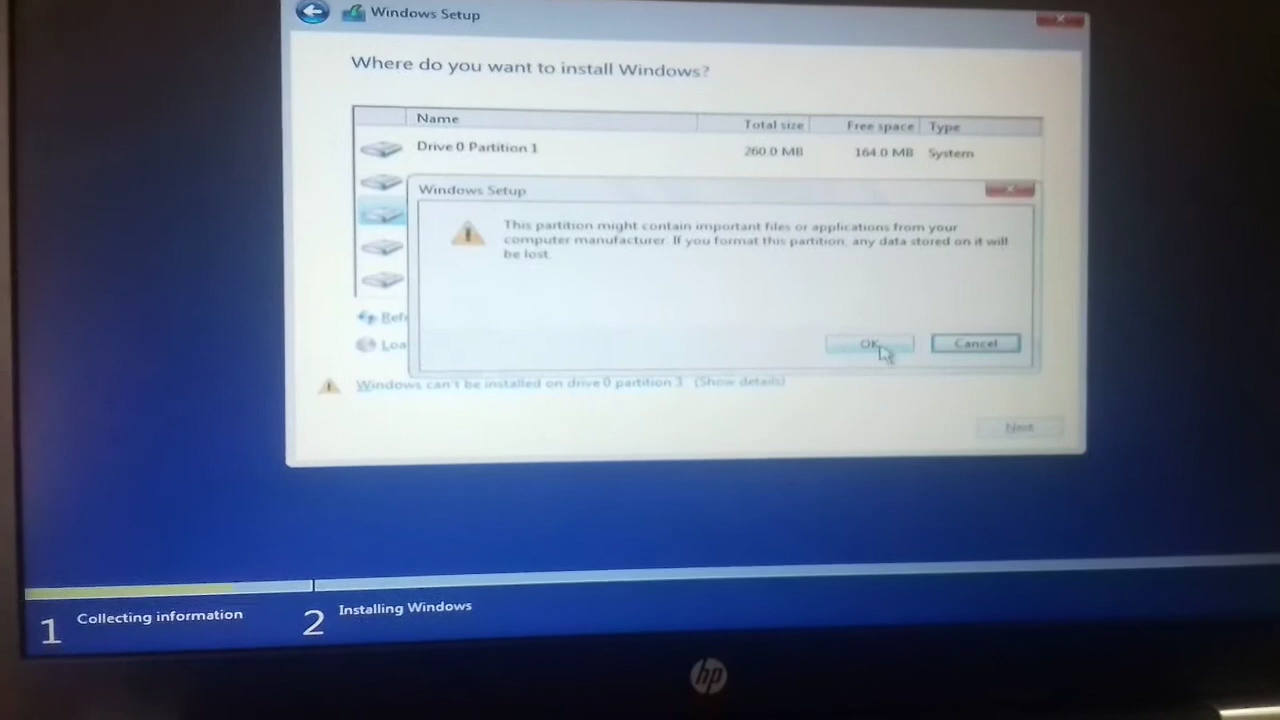 Windows Setup
Where do you want to install Windows?
Name Total size Free space Type
Drive 0 Partition 1 260.0 MB 164.0 MB System
Windows Setup
This partition might contain important files or applications from your
computer manufacturer. If you format this partition, any data stored on it will
be lost.
OK Cancel
Refr
Loa
Windows can't be installed on drive 0 partition 3. (Show details)
Next
1 Collecting information 2 Installing Windows
hp